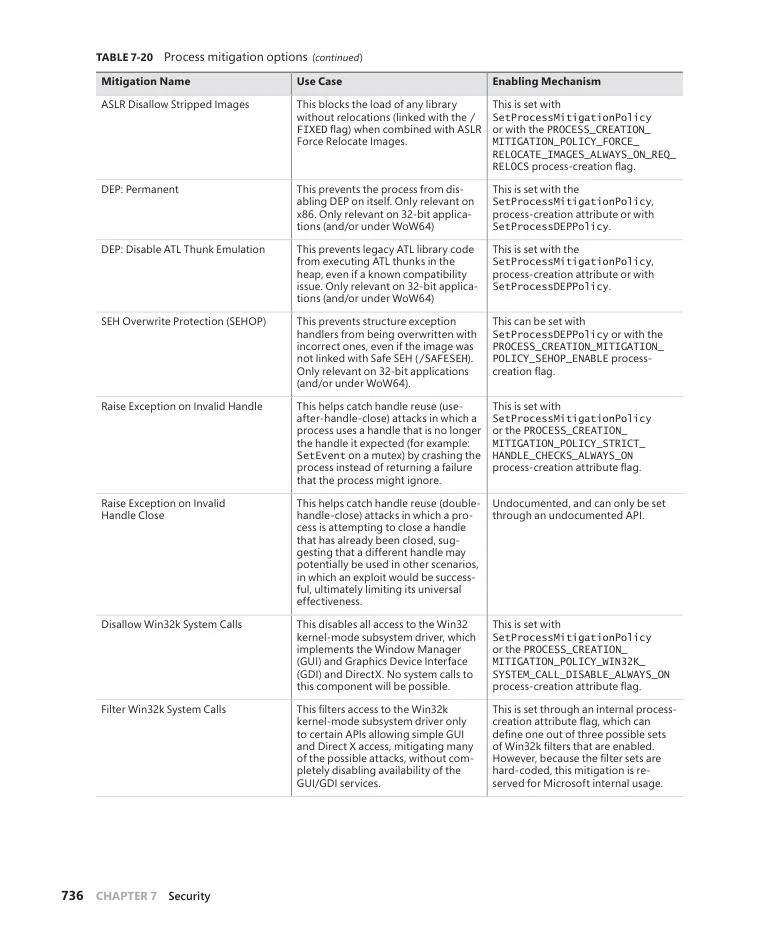 TABLE 7-20 Process mitigation options (continued)
Mitigation Name
Use Case
Enabling Mechanism
ASLR Disallow Stripped Images
This blocks the load of any library
without relocations (linked with the /
FIXED flag) when combined with ASLR
Force Relocate Images.
This is set with
SetProcessMitigationPolicy
or with the PROCESS_CREATION_
MITIGATION_POLICY_FORCE_
RELOCATE_IMAGES_ALWAYS_ON_REQ_
RELOCS process-creation flag.
DEP: Permanent
This prevents the process from dis-
abling DEP on itself. Only relevant on
x86. Only relevant on 32-bit applica-
tions (and/or under WoW64)
This is set with the
SetProcessMitigationPolicy,
process-creation attribute or with
SetProcessDEPPolicy.
DEP: Disable ATL Thunk Emulation
This prevents legacy ATL library code
from executing ATL thunks in the
heap, even if a known compatibility
issue. Only relevant on 32-bit applica-
tions (and/or under WoW64)
This is set with the
SetProcessMitigationPolicy,
process-creation attribute or with
SetProcessDEPPolicy.
SEH Overwrite Protection (SEHOP)
This prevents structure exception
handlers from being overwritten with
incorrect ones, even if the image was
not linked with Safe SEH (/SAFESEH).
Only relevant on 32-bit applications
(and/or under WoW64).
This can be set with
SetProcessDEPPolicy or with the
PROCESS_CREATION_MITIGATION_
POLICY_SEHOP_ENABLE process-
creation flag.
Raise Exception on Invalid Handle
This helps catch handle reuse (use-
after-handle-close) attacks in which a
process uses a handle that is no longer
the handle it expected (for example:
SetEvent on a mutex) by crashing the
process instead of returning a failure
that the process might ignore.
This is set with
SetProcessMitigationPolicy
or the PROCESS_CREATION_
MITIGATION_POLICY_STRICT_
HANDLE_CHECKS_ALWAYS_ON
process-creation attribute flag.
Raise Exception on Invalid
Handle Close
This helps catch handle reuse (double-
handle-close) attacks in which a pro-
cess is attempting to close a handle
that has already been closed, sug-
gesting that a different handle may
potentially be used in other scenarios,
in which an exploit would be success-
ful, ultimately limiting its universal
effectiveness.
Undocumented, and can only be set
through an undocumented API.
Disallow Win32k System Calls
This disables all access to the Win32
kernel-mode subsystem driver, which
implements the Window Manager
(GUI) and Graphics Device Interface
(GDI) and DirectX. No system calls to
this component will be possible.
This is set with
SetProcessMitigationPolicy
or the PROCESS_CREATION_
MITIGATION_POLICY_WIN32K_
SYSTEM_CALL_DISABLE_ALWAYS_ON
process-creation attribute flag.
Filter Win32k System Calls
This filters access to the Win32k
kernel-mode subsystem driver only
to certain APIs allowing simple GUI
and Direct X access, mitigating many
of the possible attacks, without com-
pletely disabling availability of the
GUI/GDI services.
This is set through an internal process-
creation attribute flag, which can
define one out of three possible sets
of Win32k filters that are enabled.
However, because the filter sets are
hard-coded, this mitigation is re-
served for Microsoft internal usage.
736 CHAPTER 7 Security